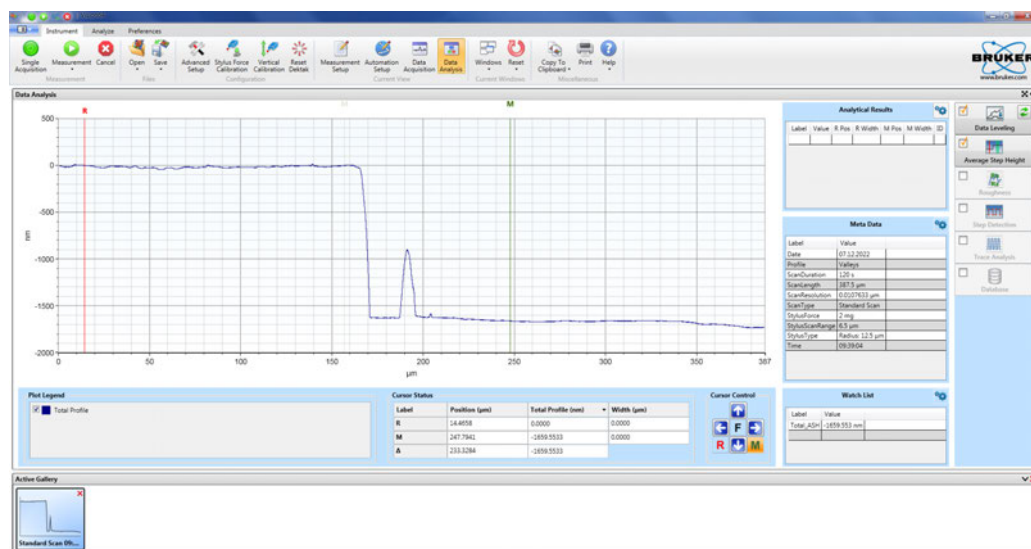 Instrument Analyze Preferences
Single Acquisition Measurement Cancel Open Save Advanced Setup Stylus Force Calibration Vertical Calibration Reset Dektak Measurement Setup Automation Setup Data Acquisition Data Analysis Windows Reset Copy To Clipboard Print Help
Measurement Files Configuration Current View Current Windows Miscellaneous
BRUKER
www.bruker.com
Data Analysis
R M M
500
0
-500
-1000
-1500
-2000
nm
0 50 100 150 200 250 300 350 387
µm
Analytical Results
Label Value R Pos R Width M Pos M Width ID
Meta Data
Label Value
Date 07.12.2022
Profile Valleys
ScanDuration 120 s
ScanLength 387.5 µm
ScanResolution 0.0107633 µm
ScanType Standard Scan
StylusForce 2 mg
StylusScanRange 6.5 µm
StylusType Radius: 12.5 µm
Time 09:39:04
Data Leveling
Average Step Height
Roughness
Step Detection
Trace Analysis
Database
Plot Legend
Total Profile
Cursor Status
Label Position (µm) Total Profile (nm) Width (µm)
R 14.4658 0.0000 0.0000
M 247.7941 -1659.5533 0.0000
Δ 233.3284 -1659.5533
Cursor Control
F
R M
Watch List
Label Value
Total_ASH -1659.553 nm
Active Gallery
Standard Scan 09:...